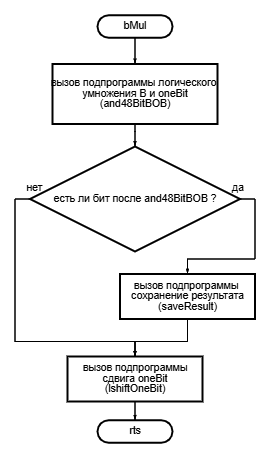 bMul
вызов подпрограммы логического
умножения В и oneBit
(and48BitBOB)
есть ли бит после and48BitBOB ?
нет
да
вызов подпрограммы
сохранение результата
(saveResult)
вызов подпрограммы
сдвига oneBit
(lshiftOneBit)
rts